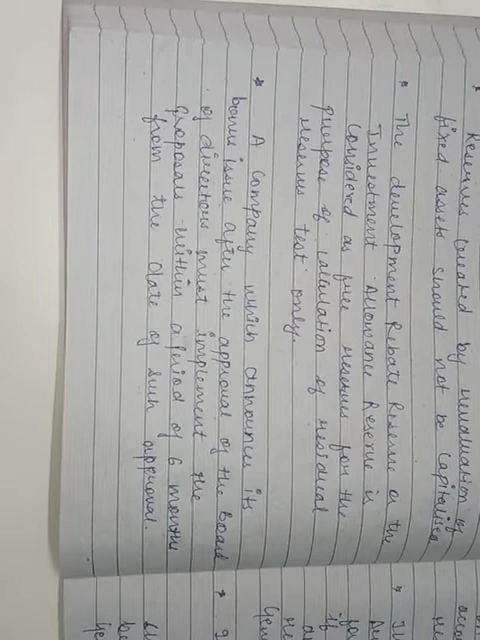 * Reserves created by revaluation of
fixed assets should not be capitalised
* The development Rebate Reserve or the
Investment Allowance Reserve is
considered as free reserves for the
purpose of calculation of residual
reserves test only.
* A Company which announces its
bonus issue after the approval of the Board
of directors must implement the
proposals within a period of 6 months
from the date of such approval.